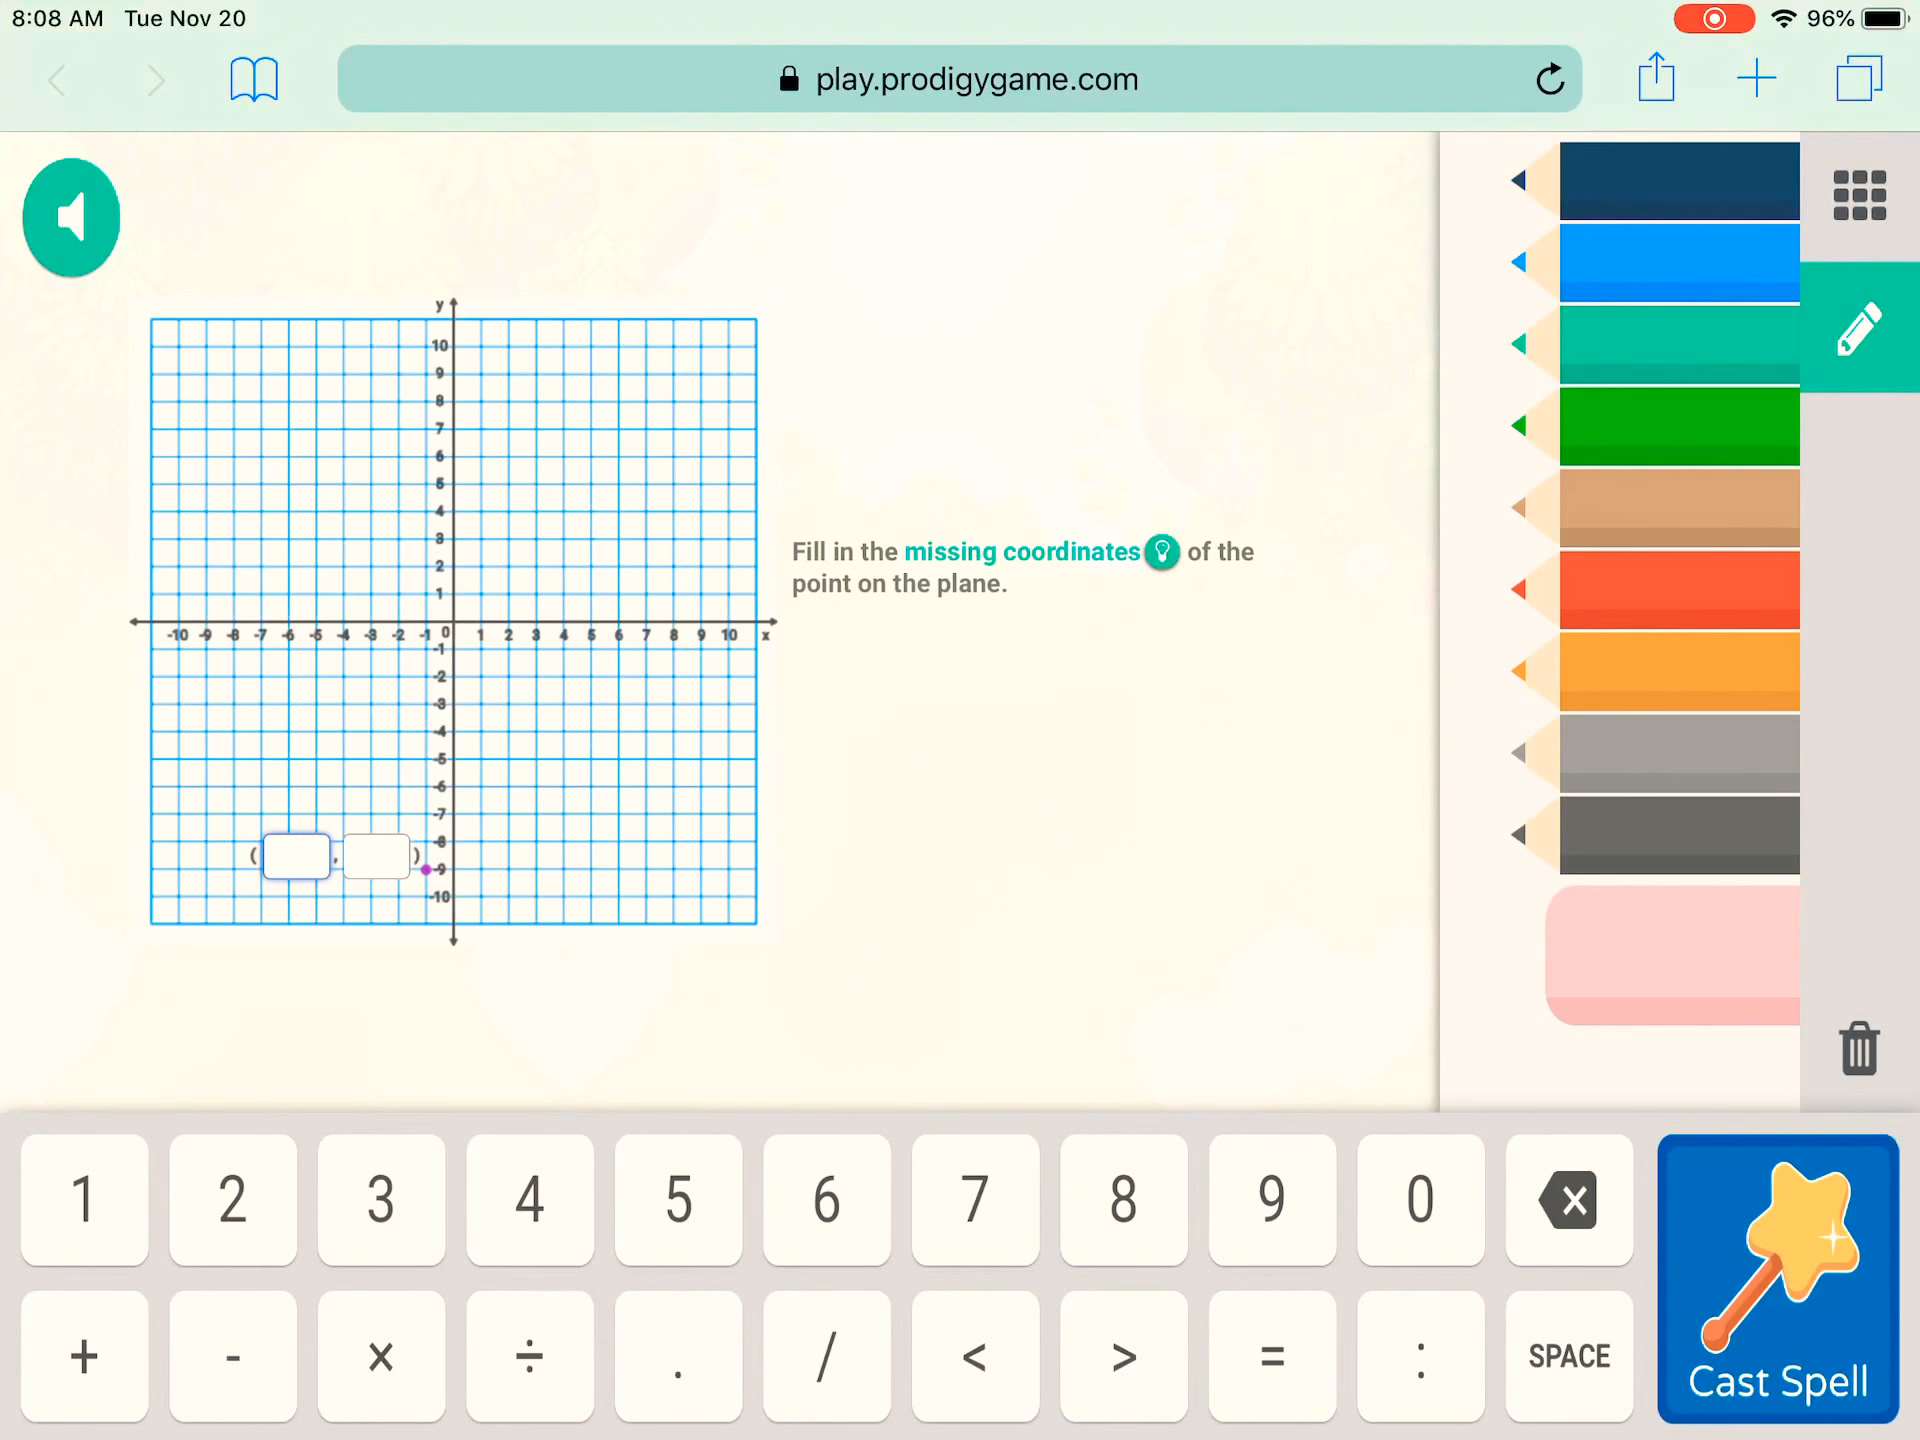 8:08 AM Tue Nov 20
96%
play.prodigygame.com
y
10
9
8
7
6
5
4
3
2
1
-10 -9 -8 -7 -6 -5 -4 -3 -2 -1 0 1 2 3 4 5 6 7 8 9 10 x
-1
-2
-3
-4
-5
-6
-7
-8
( , )
-9
-10
Fill in the missing coordinates of the
point on the plane.
1 2 3 4 5 6 7 8 9 0
+ - × ÷ . / < > = : SPACE
Cast Spell